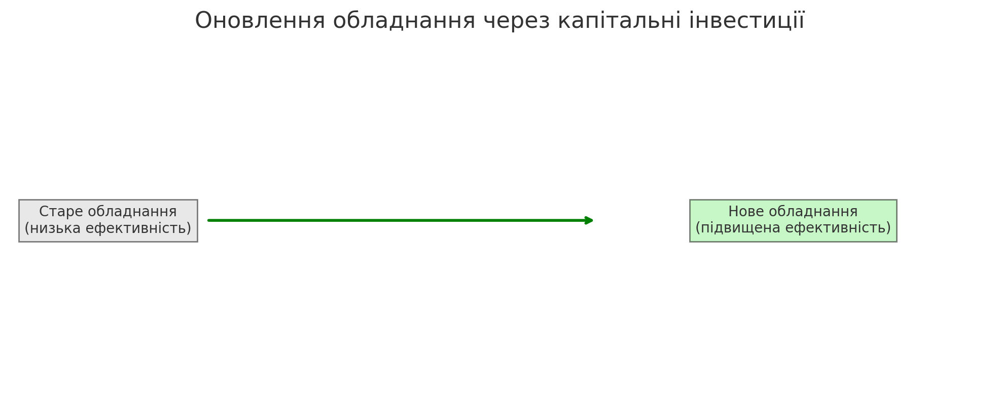 Оновлення обладнання через капітальні інвестиції
Старе обладнання
(низька ефективність)
Нове обладнання
(підвищена ефективність)